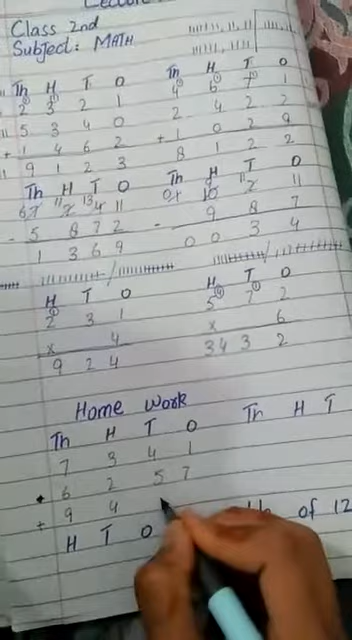 Class 2nd
Subject: MATH
Th H T O
2 3 2 1
5 3 4 0
+ 1 4 6 2
9 1 2 3
Th H T O
4 6 7 1
2 4 2 2
+ 1 0 2 9
8 1 2 2
Th H T O
- 5 8 7 2
1 3 6 9
Th H T O
- 9 8 7
0 0 3 4
H T O
2 3 1
x 4
9 2 4
H T O
5 7 2
x 6
3 4 3 2
Home Work
Th H T O
7 3 4 1
6 2 5 7
+ 9 4
H T O
Th H T
of 12